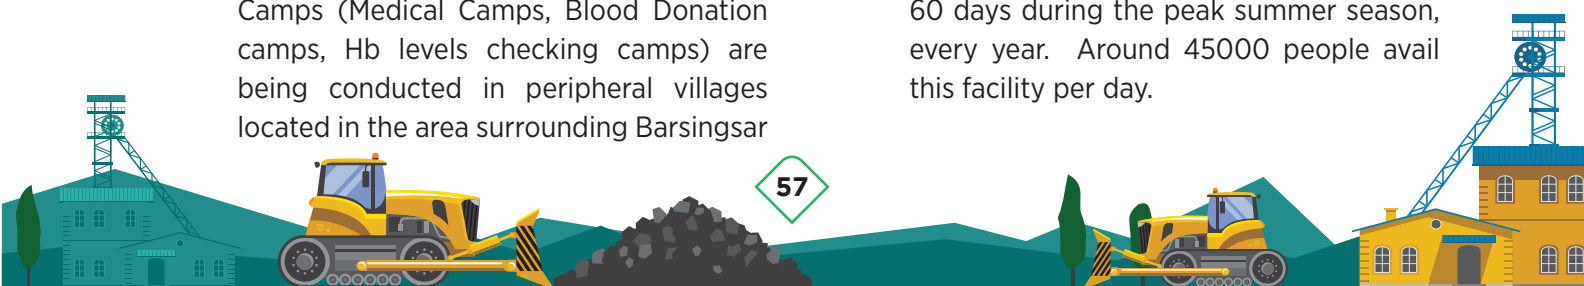 Camps (Medical Camps, Blood Donation
camps, Hb levels checking camps) are
being conducted in peripheral villages
located in the area surrounding Barsingsar
60 days during the peak summer season,
every year. Around 45000 people avail
this facility per day.
57